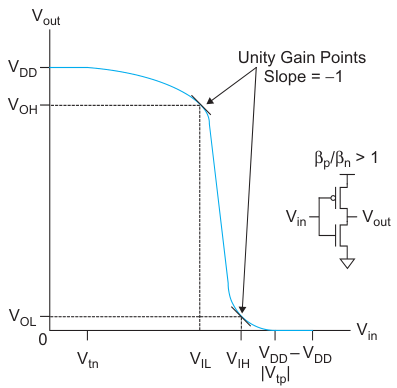 Vout
VDD
Unity Gain Points
Slope = –1
VOH
βp/βn > 1
Vin
Vout
VOL
0
Vin
Vtn
VIL
VIH
VDD –
|Vtp|
VDD